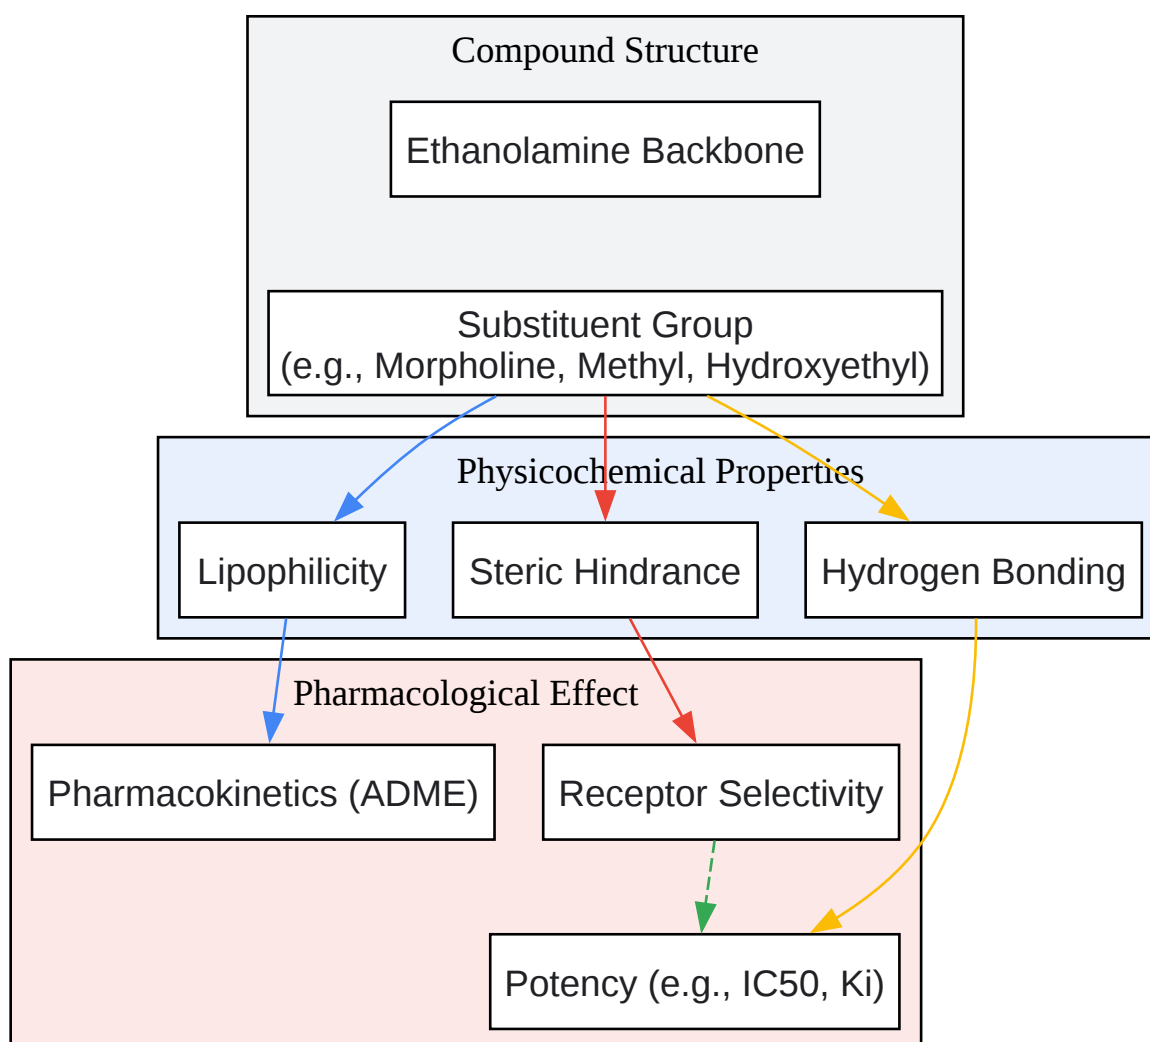 Compound Structure
Ethanolamine Backbone
Substituent Group
(e.g., Morpholine, Methyl, Hydroxyethyl)
Physicochemical Properties
Lipophilicity
Steric Hindrance
Hydrogen Bonding
Pharmacological Effect
Pharmacokinetics (ADME)
Receptor Selectivity
Potency (e.g., IC50, Ki)